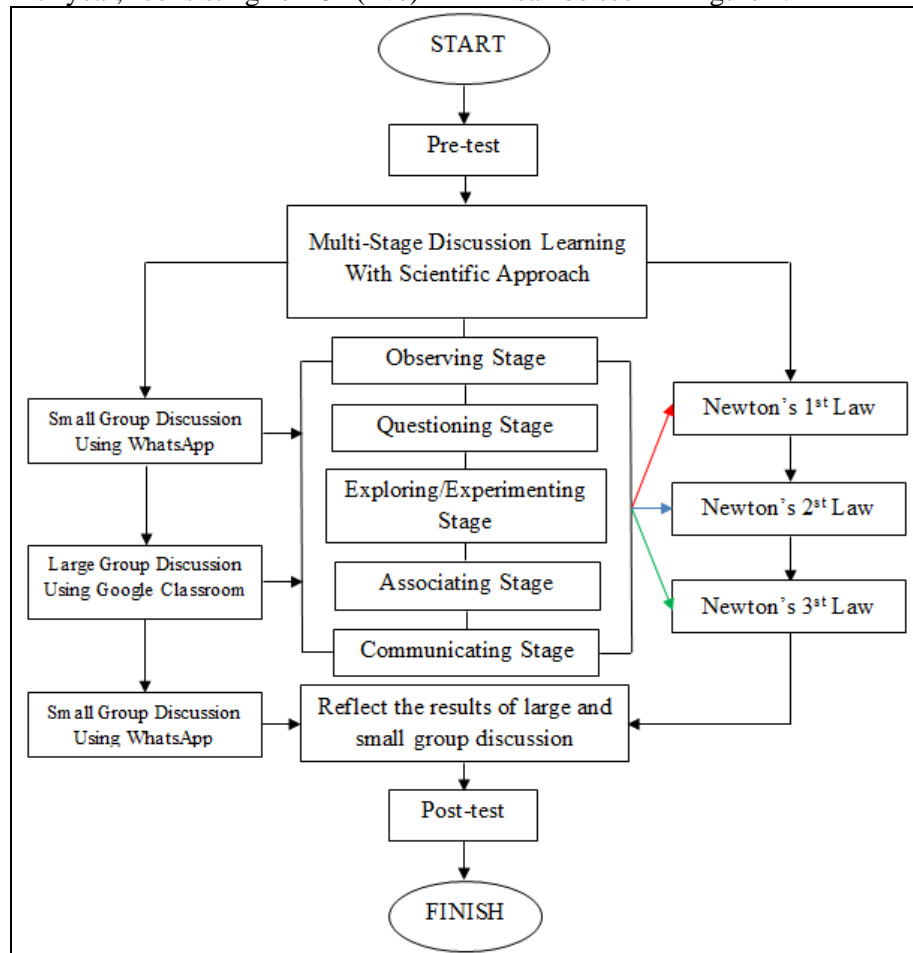 START
Pre-test
Multi-Stage Discussion Learning
With Scientific Approach
Observing Stage
Small Group Discussion
Using WhatsApp
Questioning Stage
Newton's 1st Law
Exploring/Experimenting
Stage
Newton's 2st Law
Large Group Discussion
Using Google Classroom
Associating Stage
Newton's 3st Law
Communicating Stage
Small Group Discussion
Using WhatsApp
Reflect the results of large and
small group discussion
Post-test
FINISH